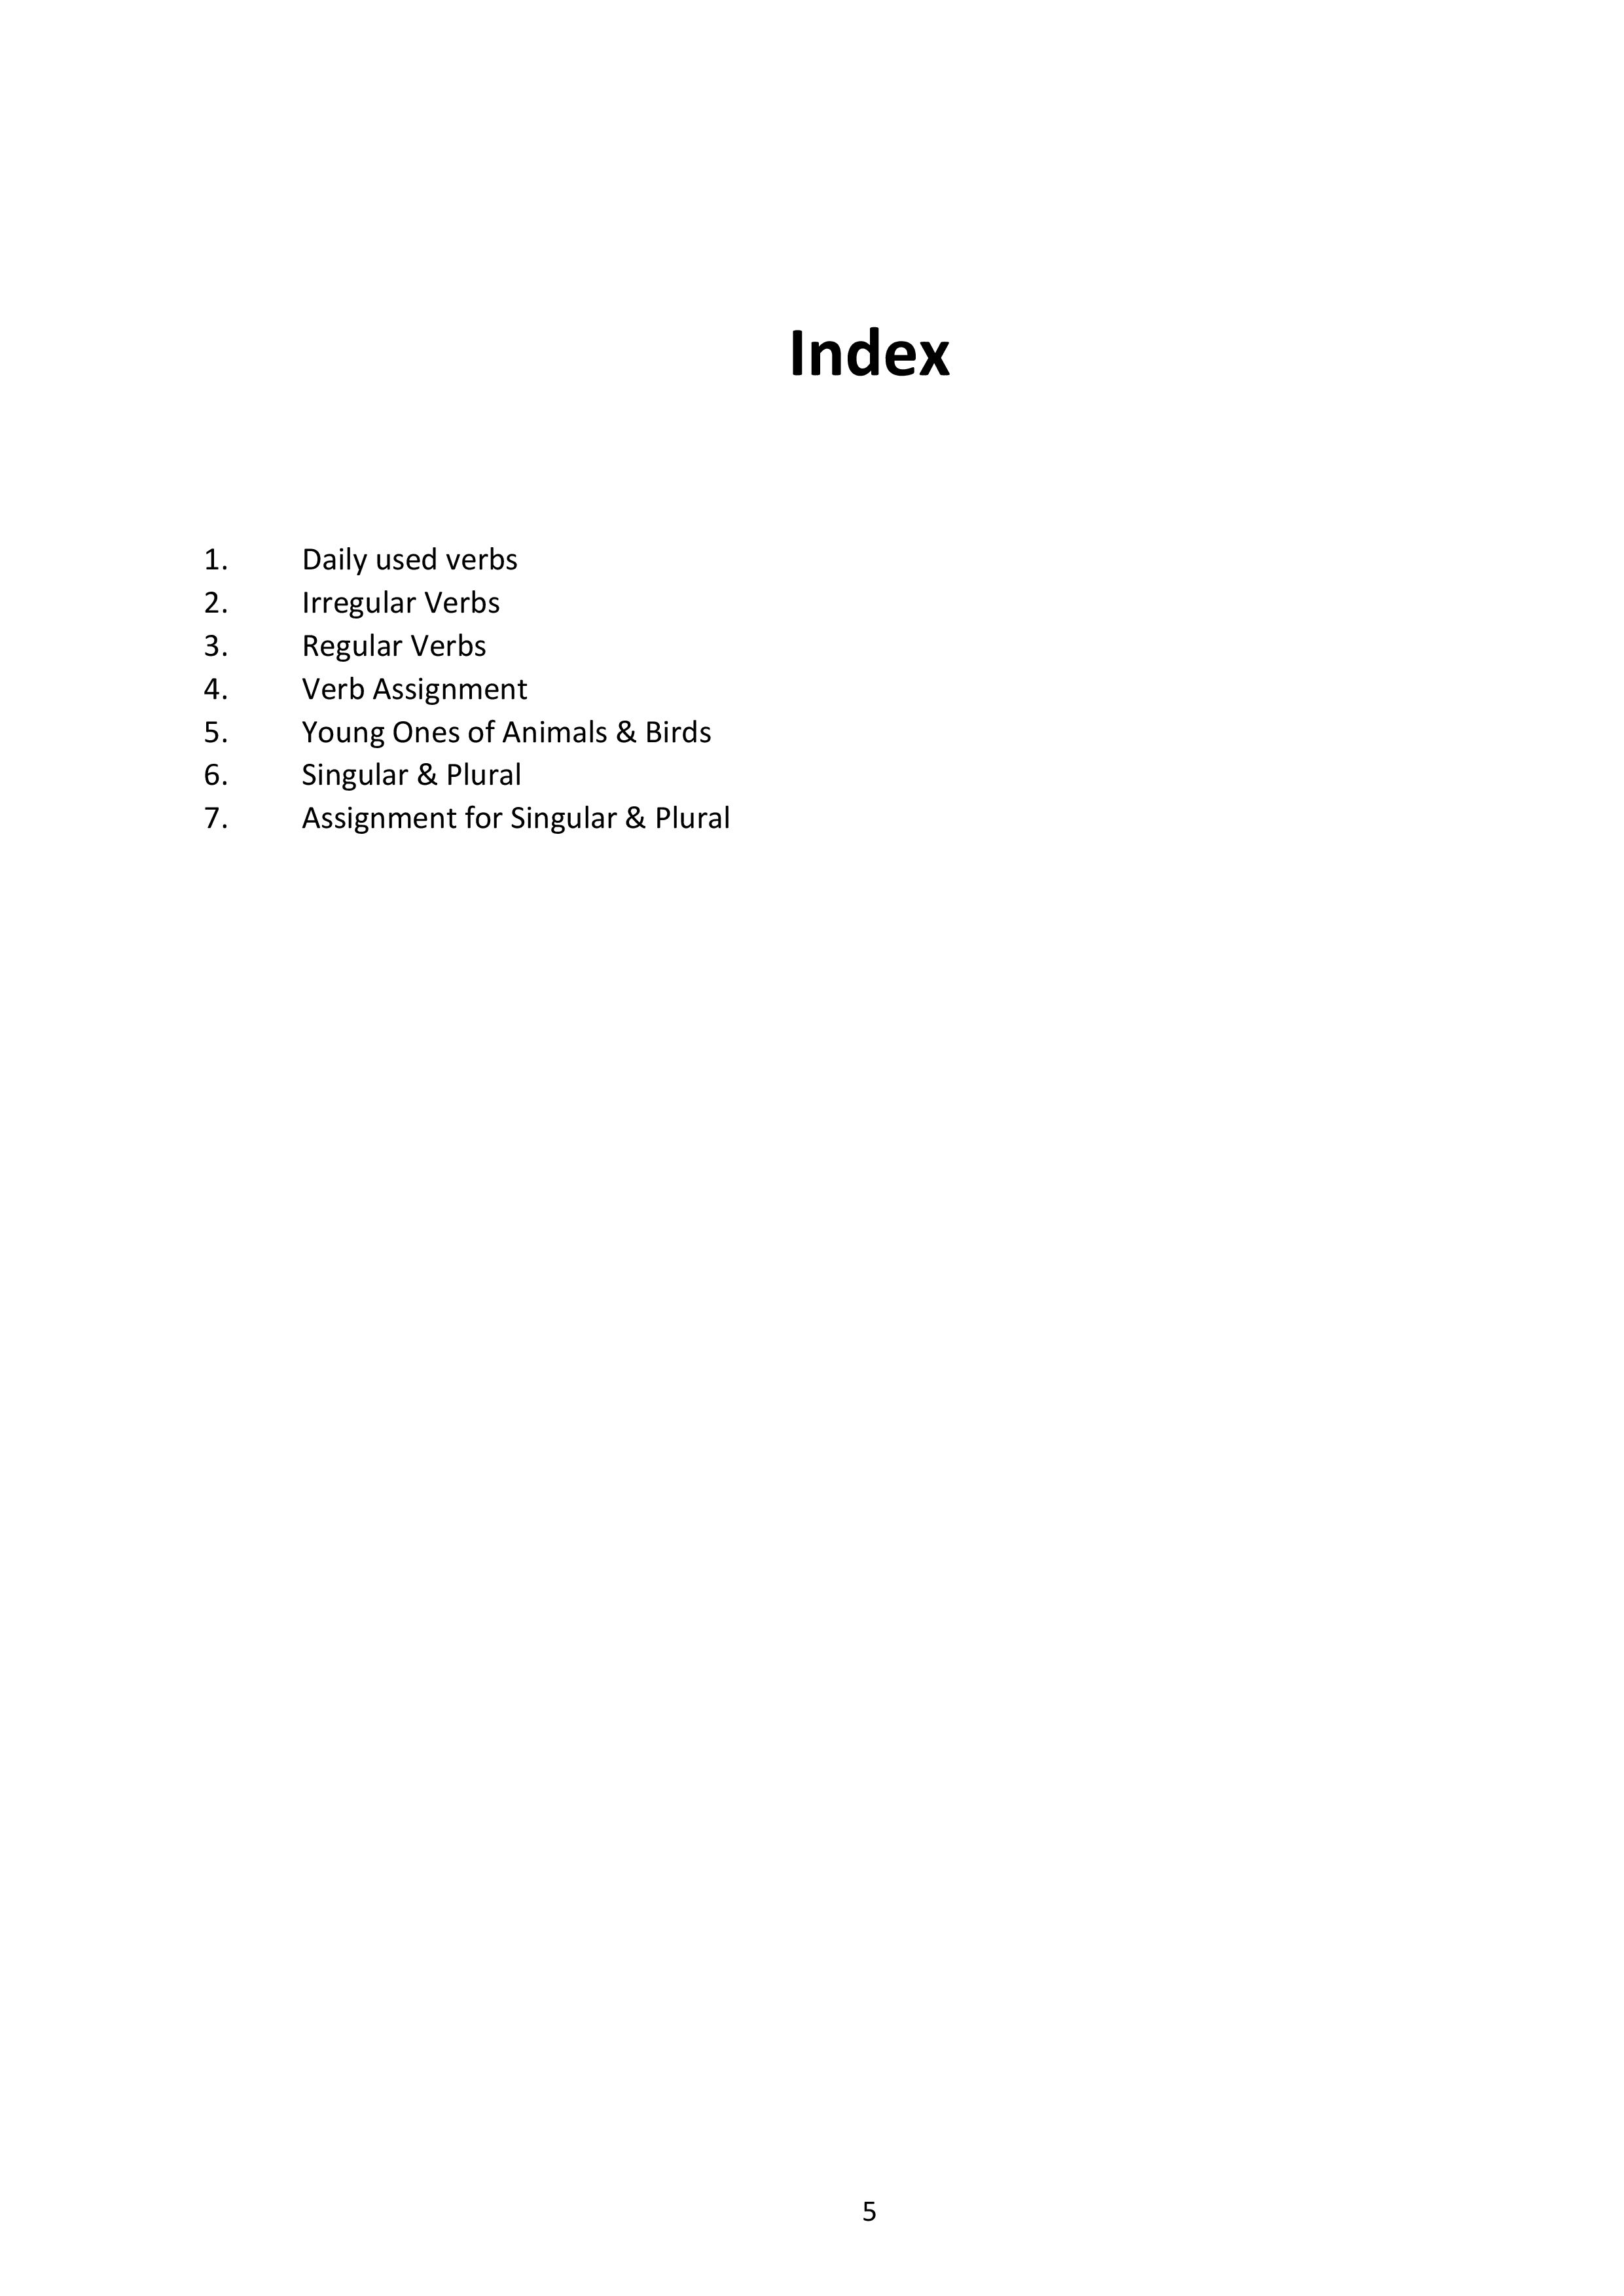 Index
1. Daily used verbs
2. Irregular Verbs
3. Regular Verbs
4. Verb Assignment
5. Young Ones of Animals & Birds
6. Singular & Plural
7. Assignment for Singular & Plural
5